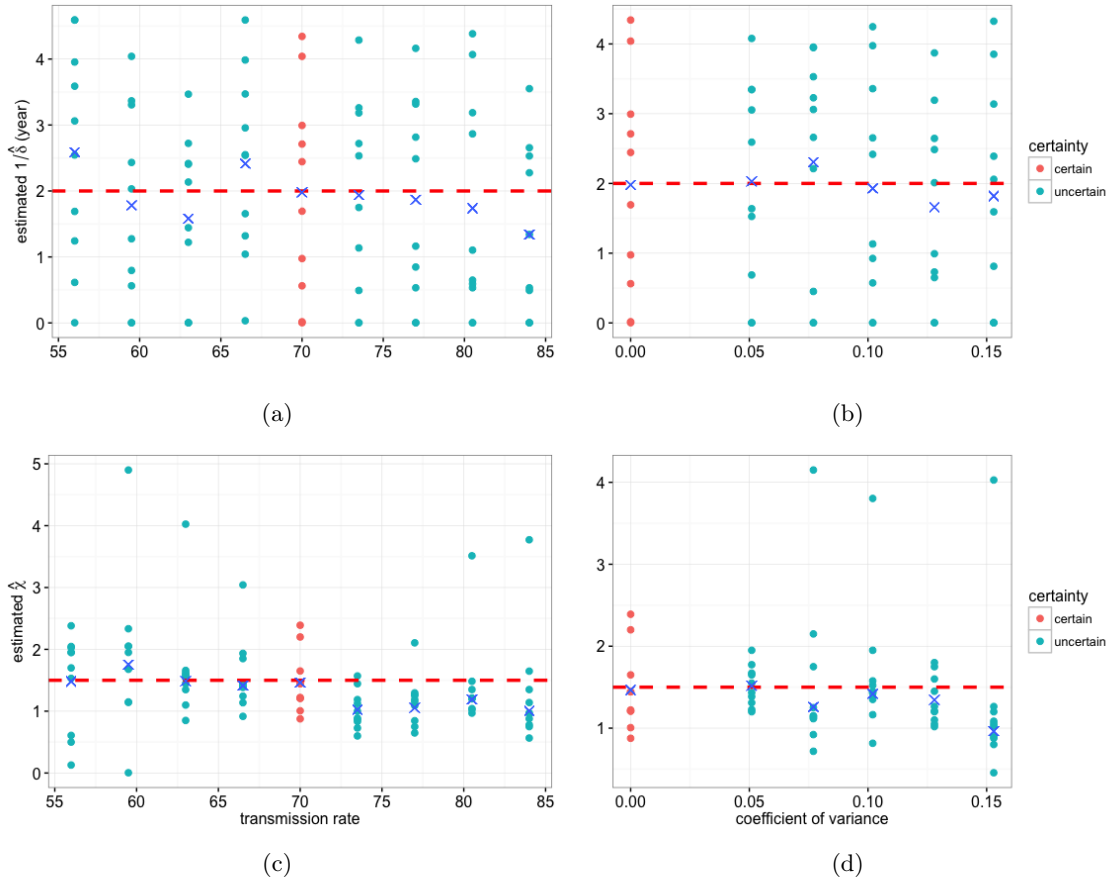 estimated 1/δ̂ (year)
4
3
2
1
0
55 60 65 70 75 80 85
(a)
4
3
2
1
0
0.00 0.05 0.10 0.15
(b)
certainty
certain
uncertain
estimated χ̂
5
4
3
2
1
0
55 60 65 70 75 80 85
transmission rate
(c)
4
3
2
1
0.00 0.05 0.10 0.15
coefficient of variance
(d)
certainty
certain
uncertain